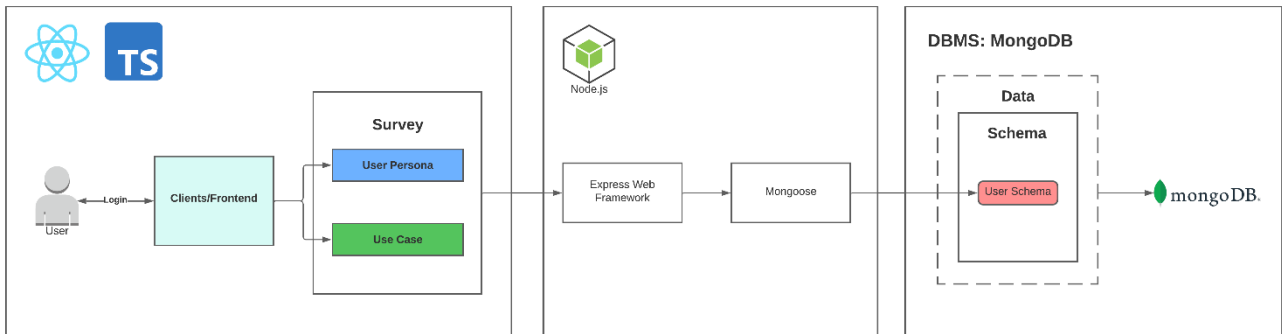 TS
User
Login
Clients/Frontend
Survey
User Persona
Use Case
Node.js
Express Web
Framework
Mongoose
DBMS: MongoDB
Data
Schema
User Schema
mongoDB®